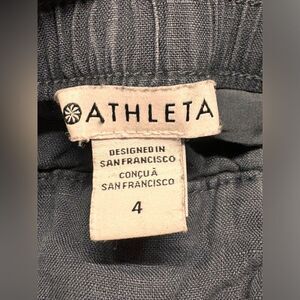 ATHLETA
DESIGNED IN
SAN FRANCISCO
CONÇU À
SAN FRANCISCO
4